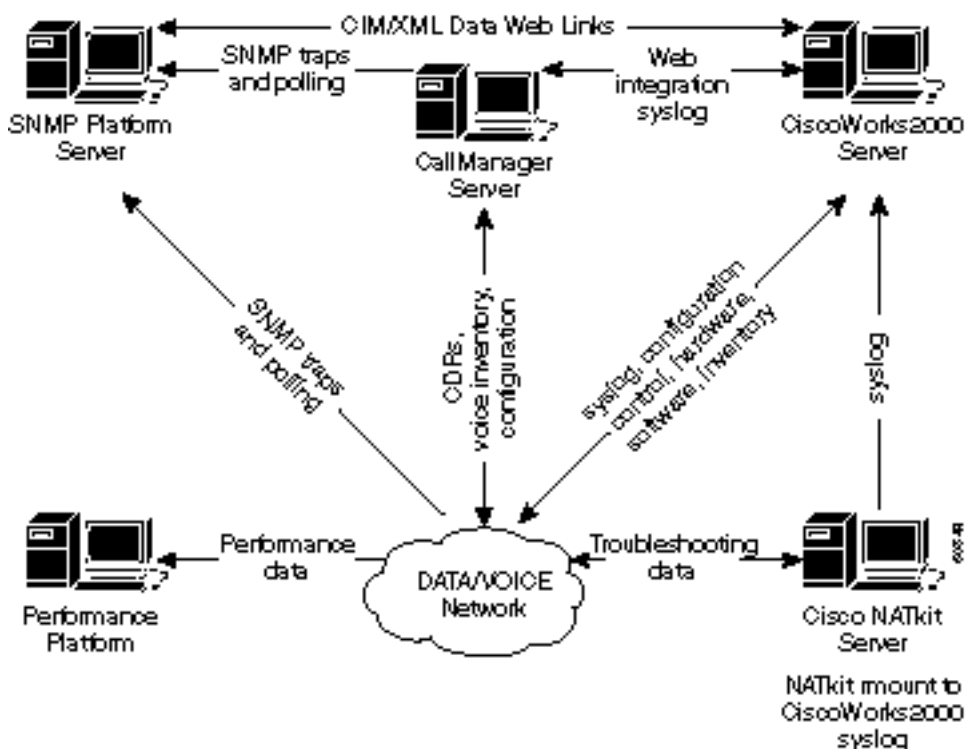 CIM/XML Data Web Links
SNMP traps
and polling
Web
integration
syslog
SNMP Platform
Server
CallManager
Server
CiscoWorks2000
Server
SNMP traps
and polling
CDRs,
voice inventory,
configuration
syslog, configuration
control, hardware,
software, inventory
syslog
Performance
data
Troubleshooting
data
DATA/VOICE
Network
Performance
Platform
Cisco NATkit
Server
NATkit mount to
CiscoWorks2000
syslog